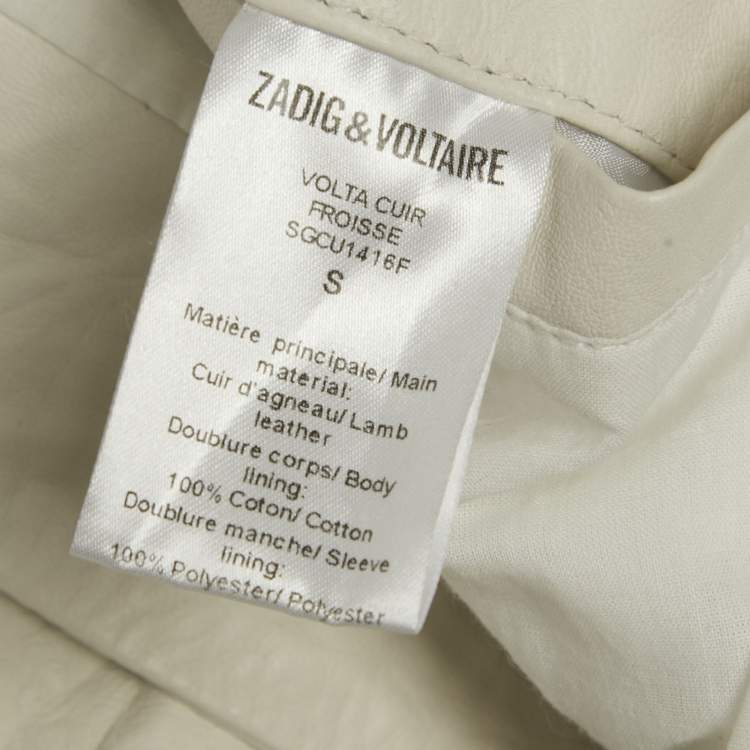 ZADIG&VOLTAIRE
VOLTA CUIR
FROISSE
SGCU1416F
S
Matière principale/ Main
material:
Cuir d'agneau/ Lamb
leather
Doublure corps/ Body
lining:
100% Coton/ Cotton
Doublure manche/ Sleeve
lining:
100% Polyester/ Polyester